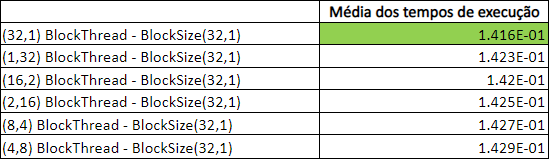 Média dos tempos de execução
(32,1) BlockThread - BlockSize(32,1) 1.416E-01
(1,32) BlockThread - BlockSize(32,1) 1.423E-01
(16,2) BlockThread - BlockSize(32,1) 1.42E-01
(2,16) BlockThread - BlockSize(32,1) 1.425E-01
(8,4) BlockThread - BlockSize(32,1) 1.427E-01
(4,8) BlockThread - BlockSize(32,1) 1.429E-01